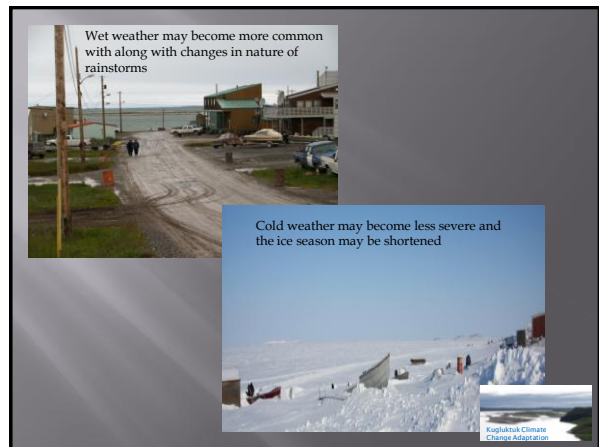 Wet weather may become more common
with along with changes in nature of
rainstorms
Cold weather may become less severe and
the ice season may be shortened
Kugluktuk Climate
Change Adaptation